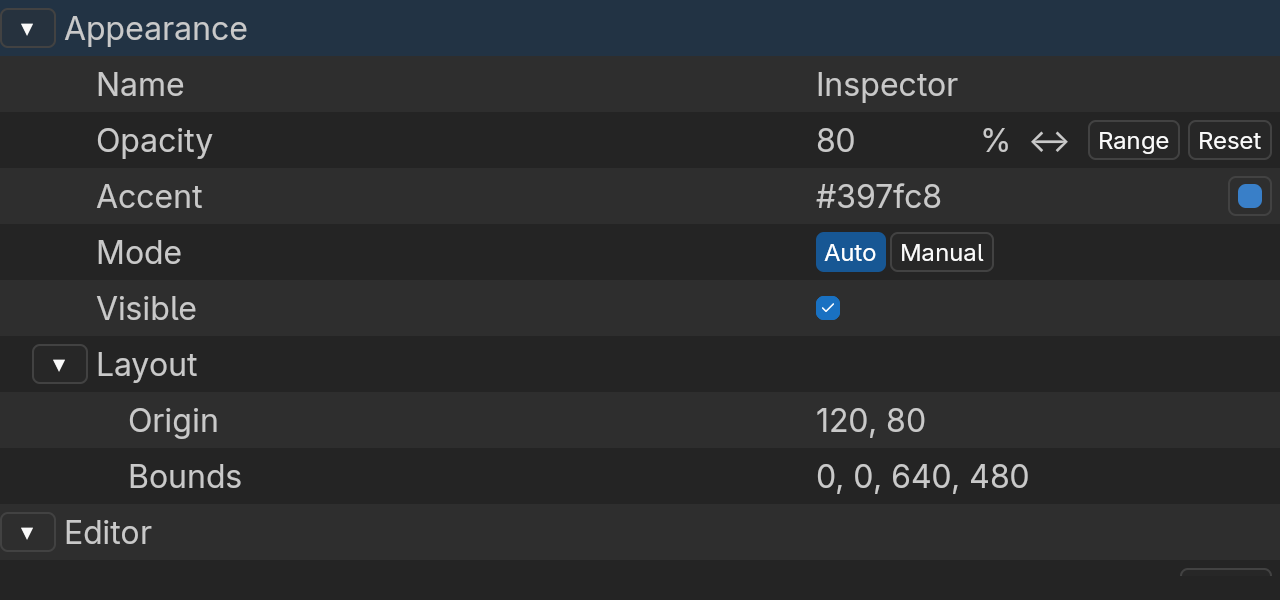 ▼ Appearance
Name Inspector
Opacity 80 % ↔ Range Reset
Accent #397fc8
Mode Auto Manual
Visible
▼ Layout
Origin 120, 80
Bounds 0, 0, 640, 480
▼ Editor